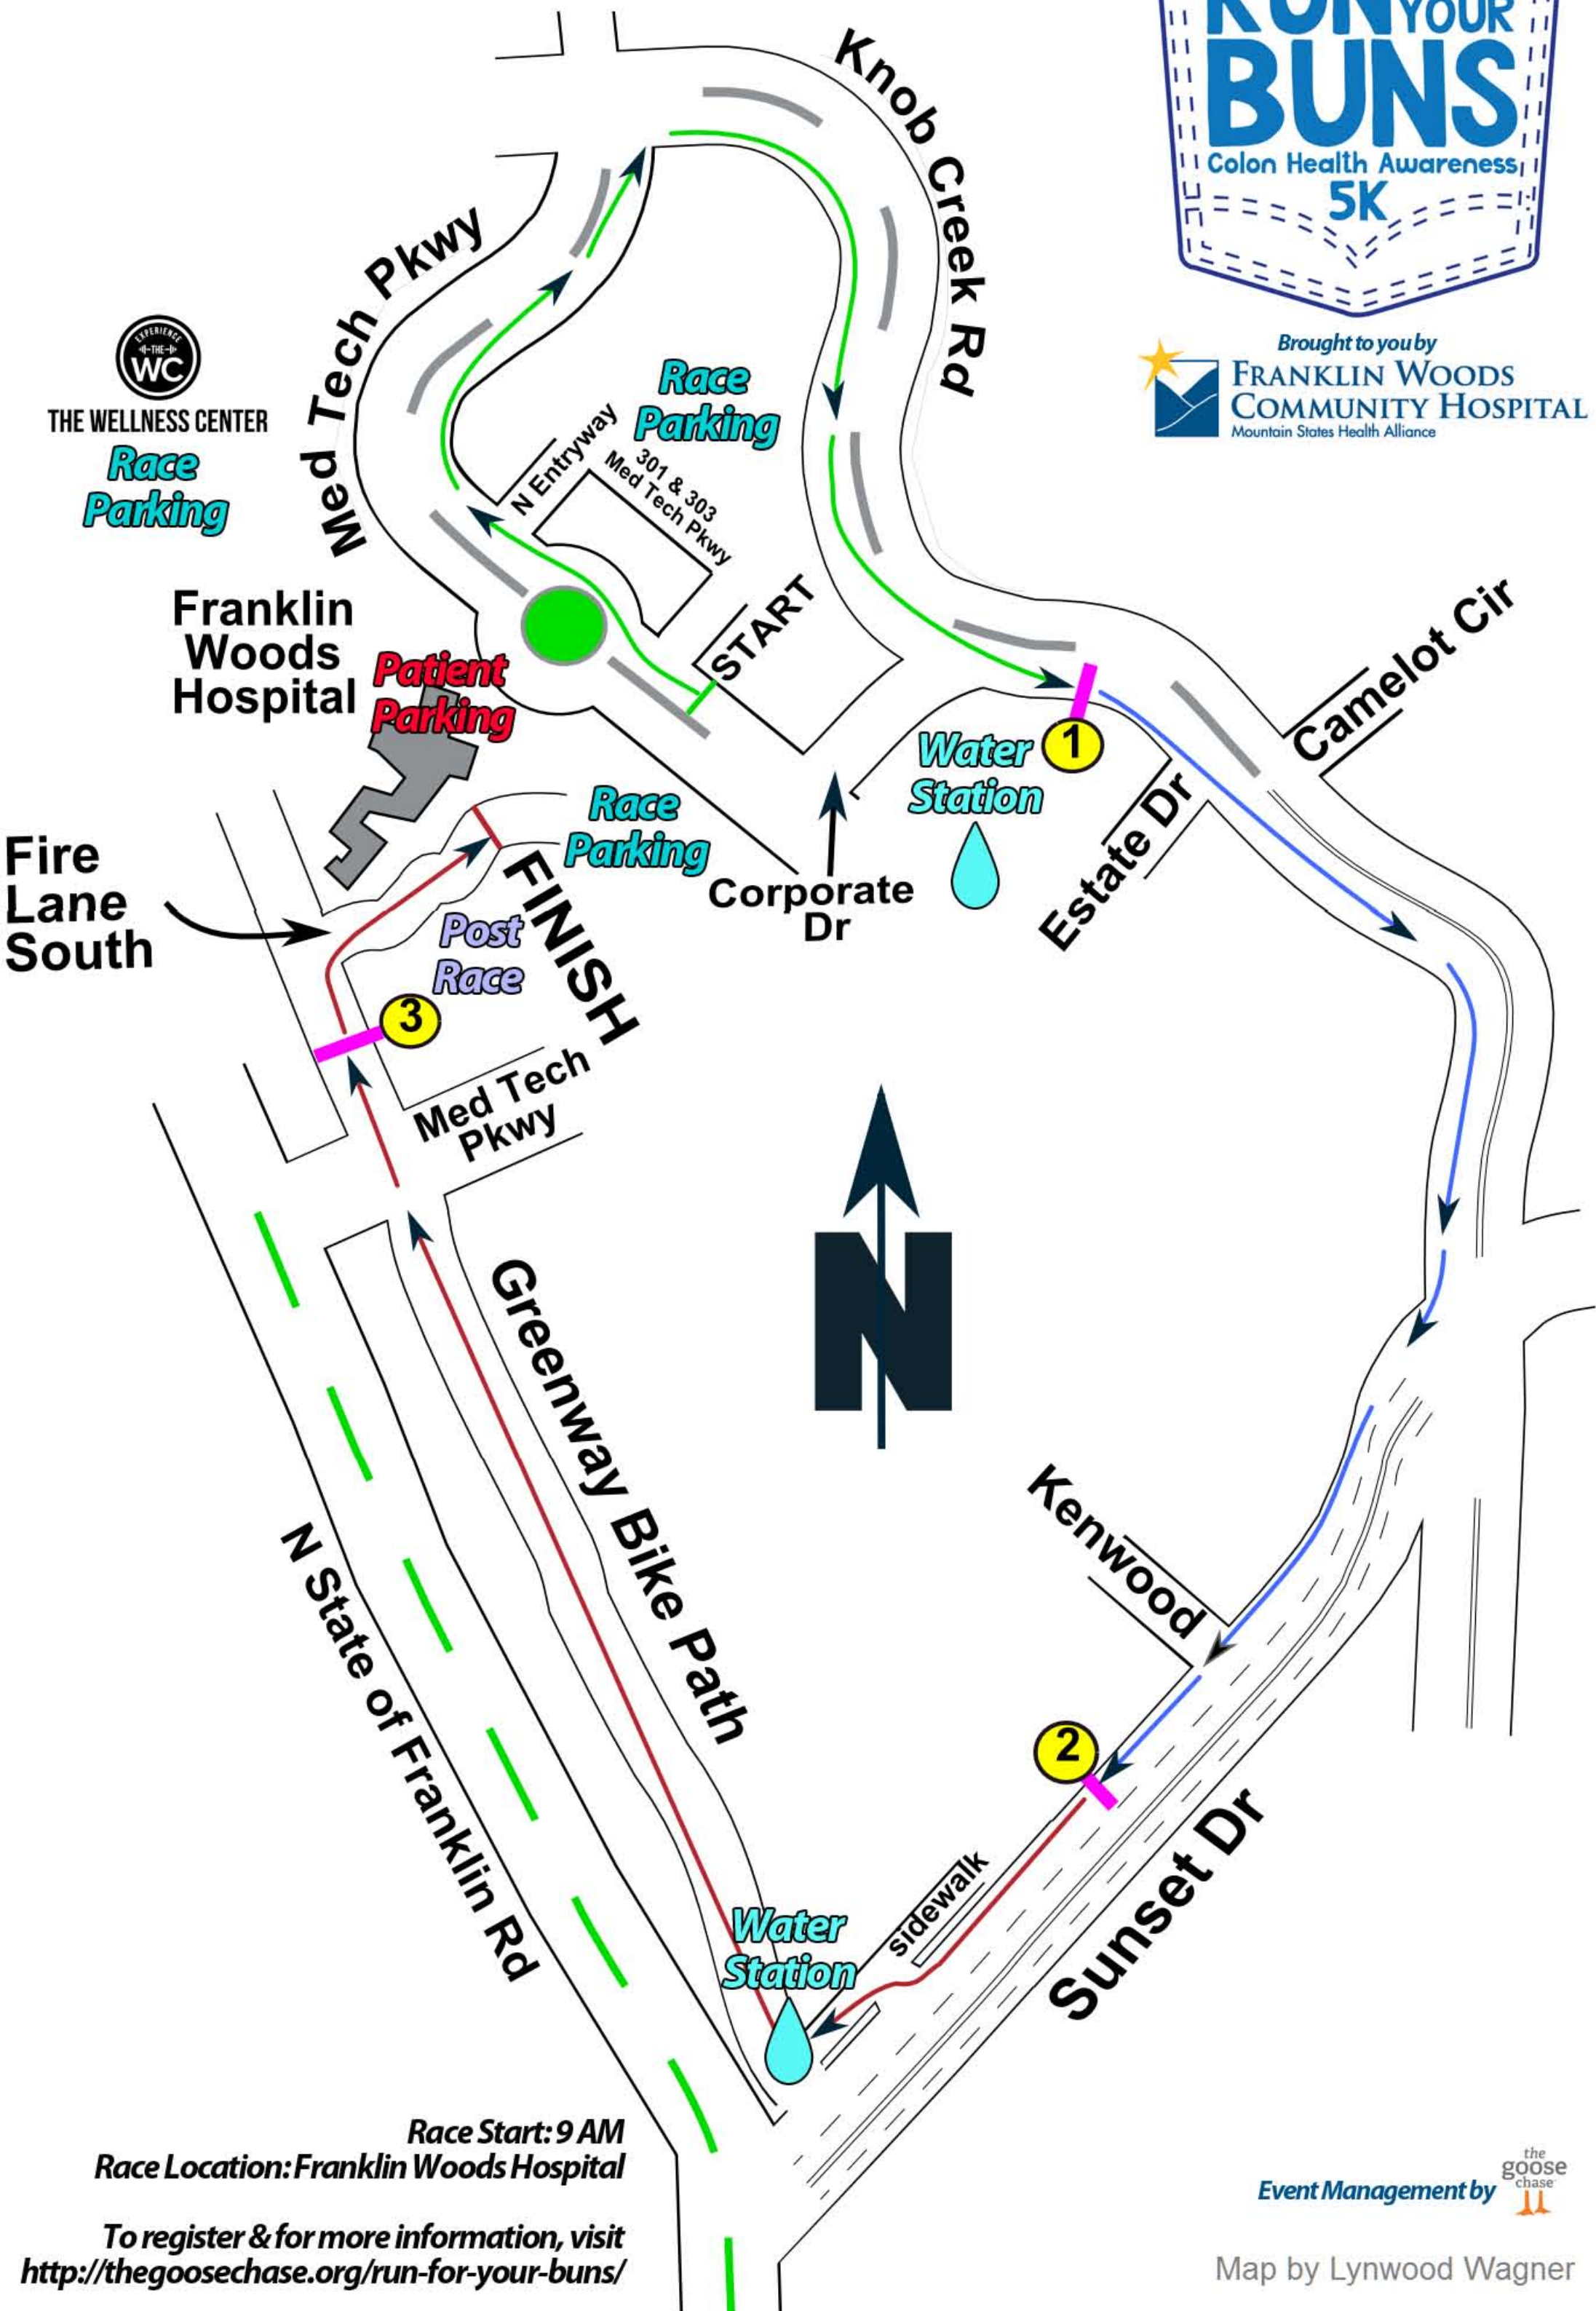 RUN YOUR
BUNS
Colon Health Awareness
5K
Brought to you by
FRANKLIN WOODS
COMMUNITY HOSPITAL
Mountain States Health Alliance
Knob Creek Rd
Med Tech Pkwy
EXPERIENCE
-THE-
WC
THE WELLNESS CENTER
Race
Parking
Race
Parking
N Entryway
301 & 303
Med Tech Pkwy
START
Franklin
Woods
Hospital
Patient
Parking
Camelot Cir
Water
Station
1
Estate Dr
Race
Parking
Corporate
Dr
Fire
Lane
South
FINISH
Post
Race
3
Med Tech
Pkwy
N
Greenway Bike Path
Kenwood
N State of Franklin Rd
2
sidewalk
Sunset Dr
Water
Station
Race Start: 9 AM
Race Location: Franklin Woods Hospital
To register & for more information, visit
http://thegoosechase.org/run-for-your-buns/
Event Management by
the
goose
chase
Map by Lynwood Wagner